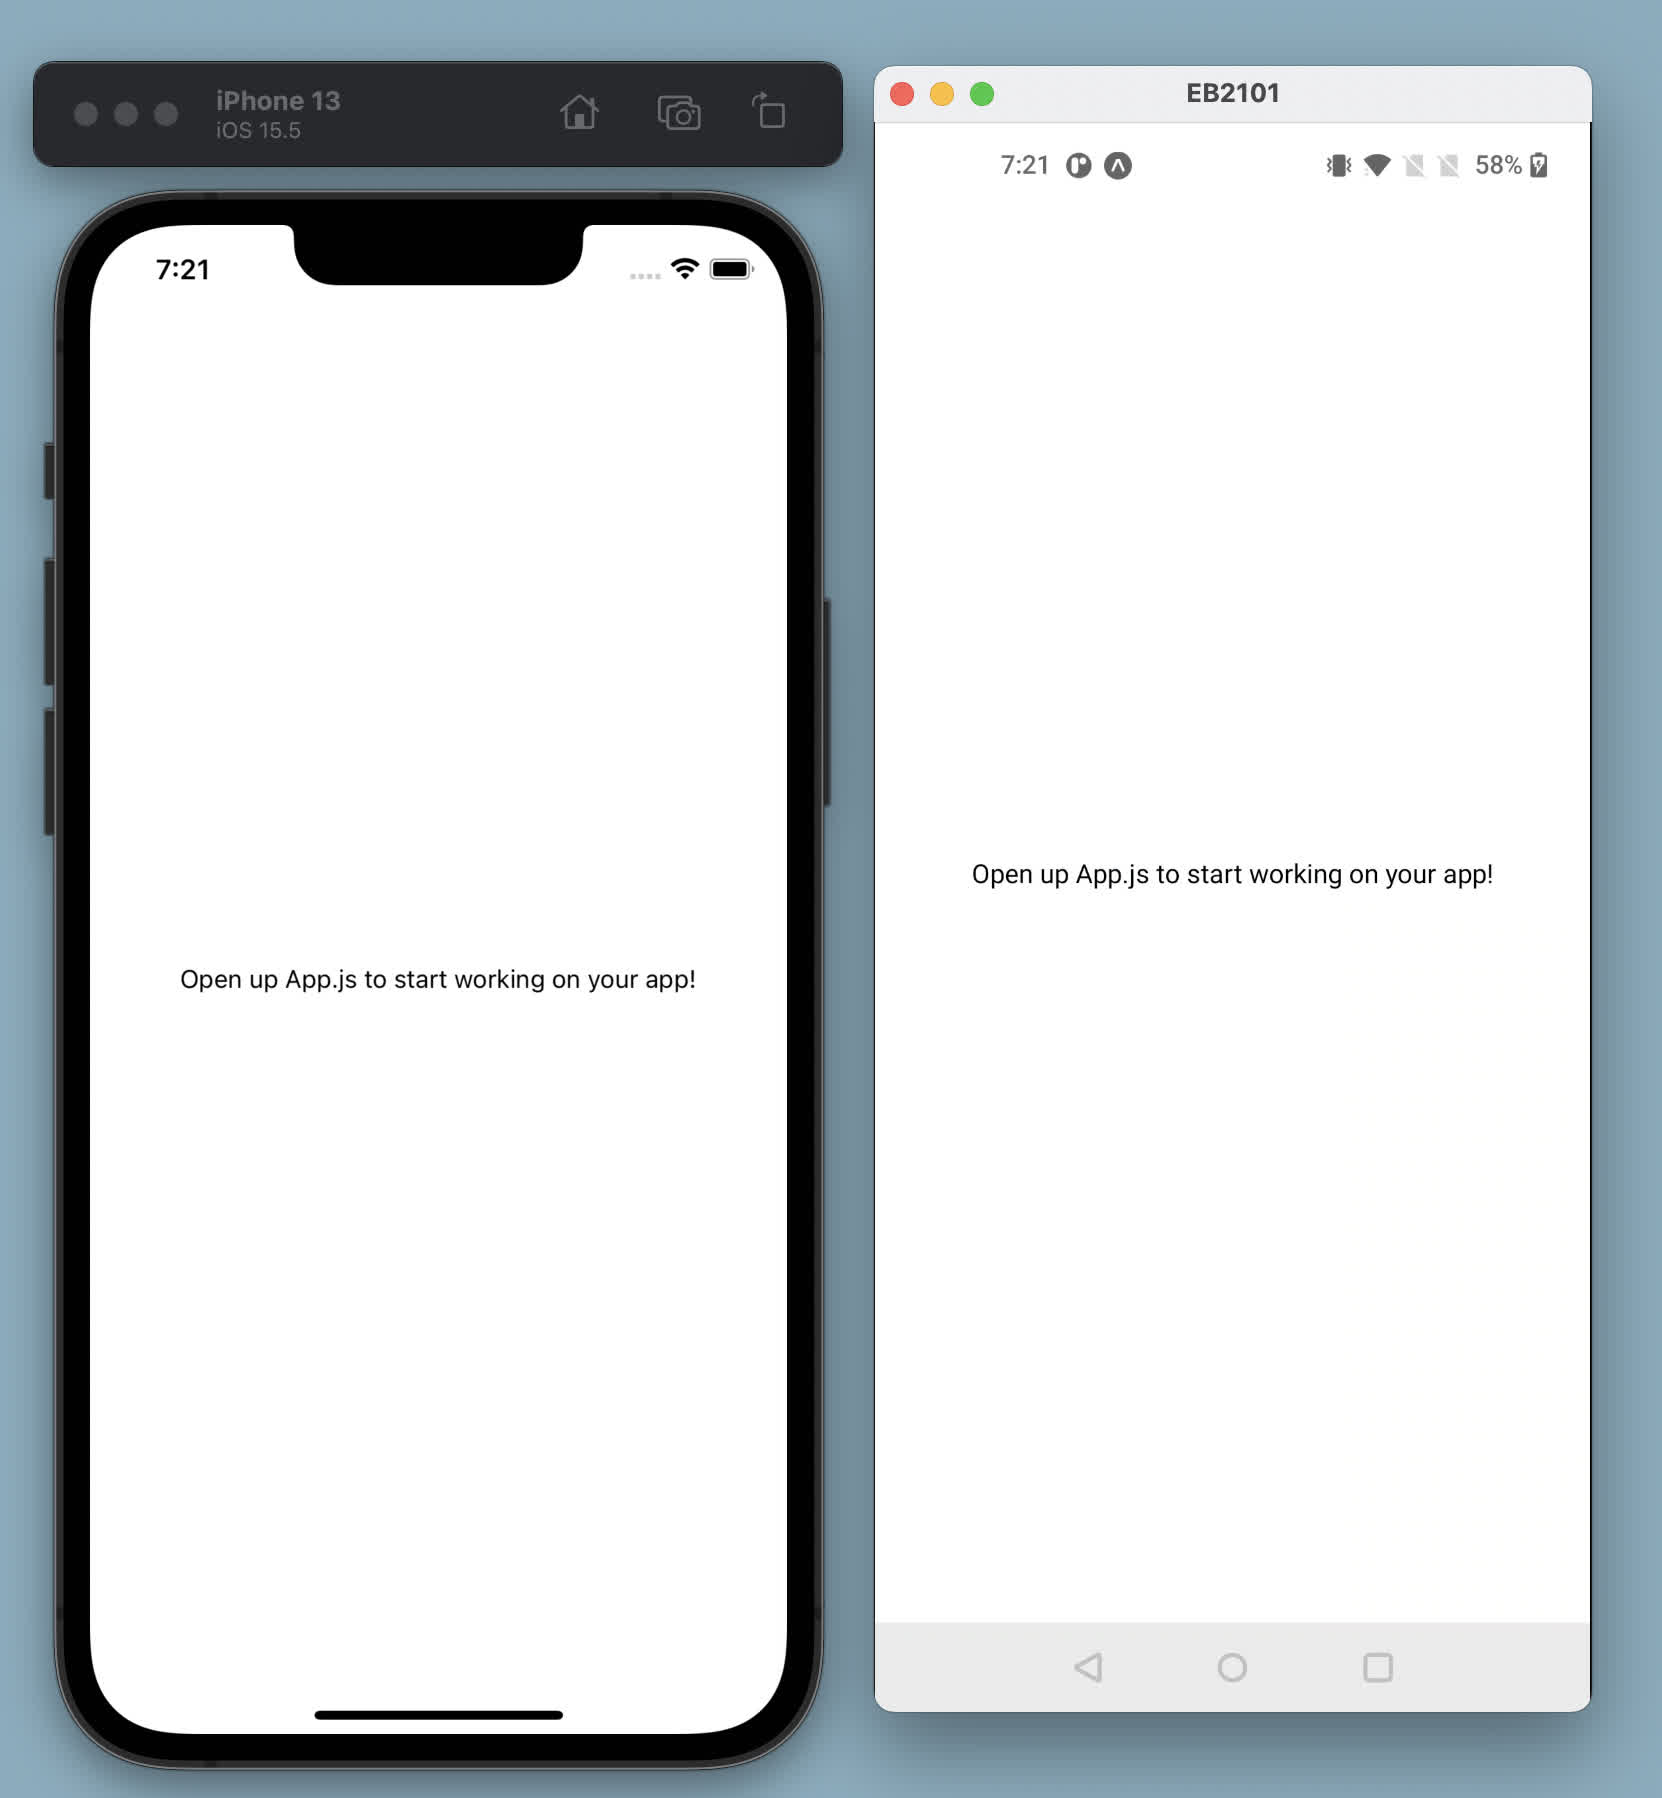 iPhone 13
iOS 15.5
7:21
Open up App.js to start working on your app!
EB2101
7:21 58%
Open up App.js to start working on your app!